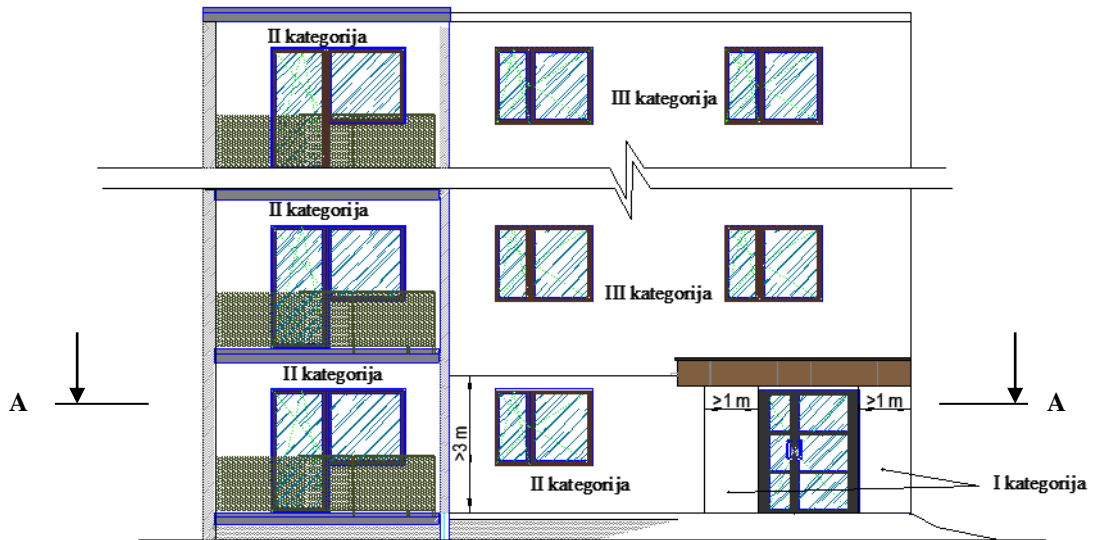 II kategorija
III kategorija
II kategorija
III kategorija
II kategorija
A
A
>1 m
>1 m
>3 m
II kategorija
I kategorija